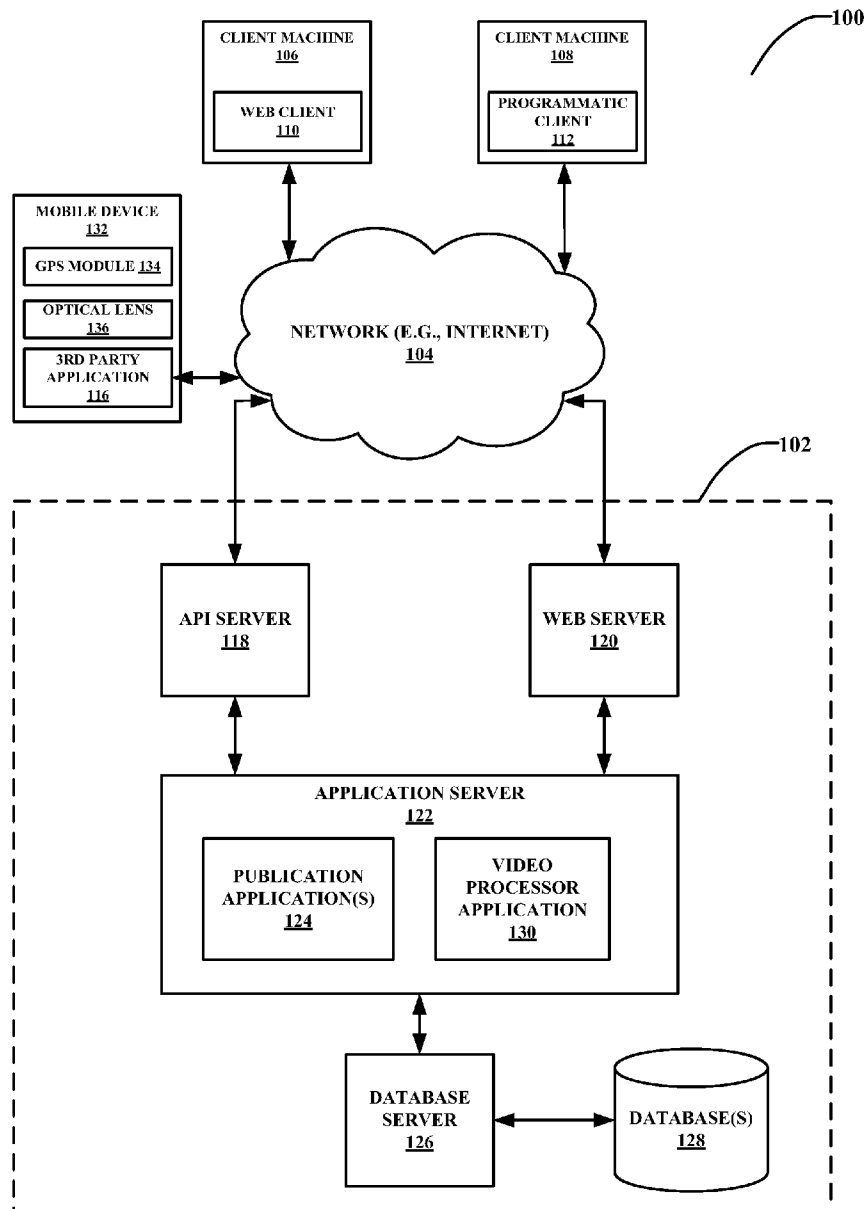 100
CLIENT MACHINE
106
WEB CLIENT
110
CLIENT MACHINE
108
PROGRAMMATIC
CLIENT
112
MOBILE DEVICE
132
GPS MODULE 134
OPTICAL LENS
136
3RD PARTY
APPLICATION
116
NETWORK (E.G., INTERNET)
104
102
API SERVER
118
WEB SERVER
120
APPLICATION SERVER
122
PUBLICATION
APPLICATION(S)
124
VIDEO
PROCESSOR
APPLICATION
130
DATABASE
SERVER
126
DATABASE(S)
128